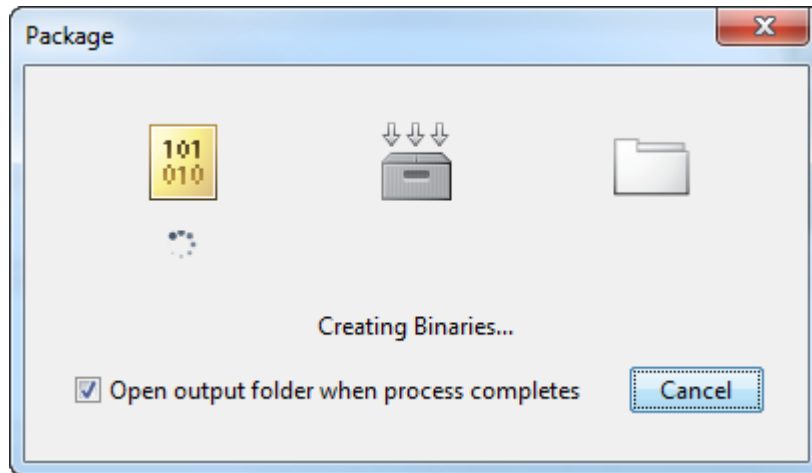 Package
101
010
Creating Binaries...
Open output folder when process completes
Cancel